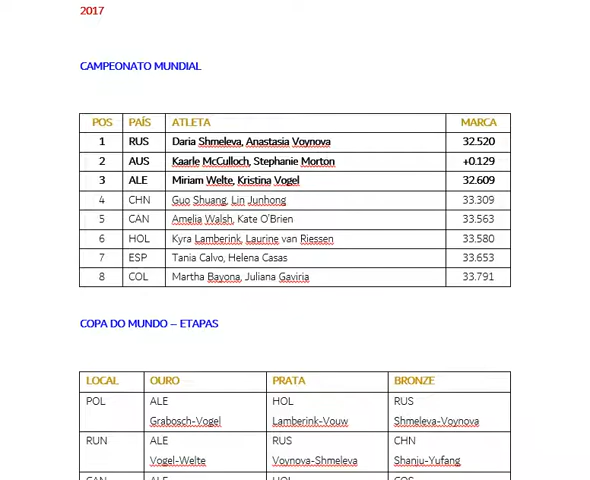 2017
CAMPEONATO MUNDIAL
POS PAÍS ATLETA MARCA
1 RUS Daria Shmeleva, Anastasia Voynova 32.520
2 AUS Kaarle McCulloch, Stephanie Morton +0.129
3 ALE Miriam Welte, Kristina Vogel 32.609
4 CHN Guo Shuang, Lin Junhong 33.309
5 CAN Amelia Walsh, Kate O'Brien 33.563
6 HOL Kyra Lamberink, Laurine van Riessen 33.580
7 ESP Tania Calvo, Helena Casas 33.653
8 COL Martha Bayona, Juliana Gaviria 33.791
COPA DO MUNDO – ETAPAS
LOCAL OURO PRATA BRONZE
POL ALE HOL RUS
Grabosch-Vogel Lamberink-Vouw Shmeleva-Voynova
RUN ALE RUS CHN
Vogel-Welte Voynova-Shmeleva Shanju-Yufang
CAN ALE HOL